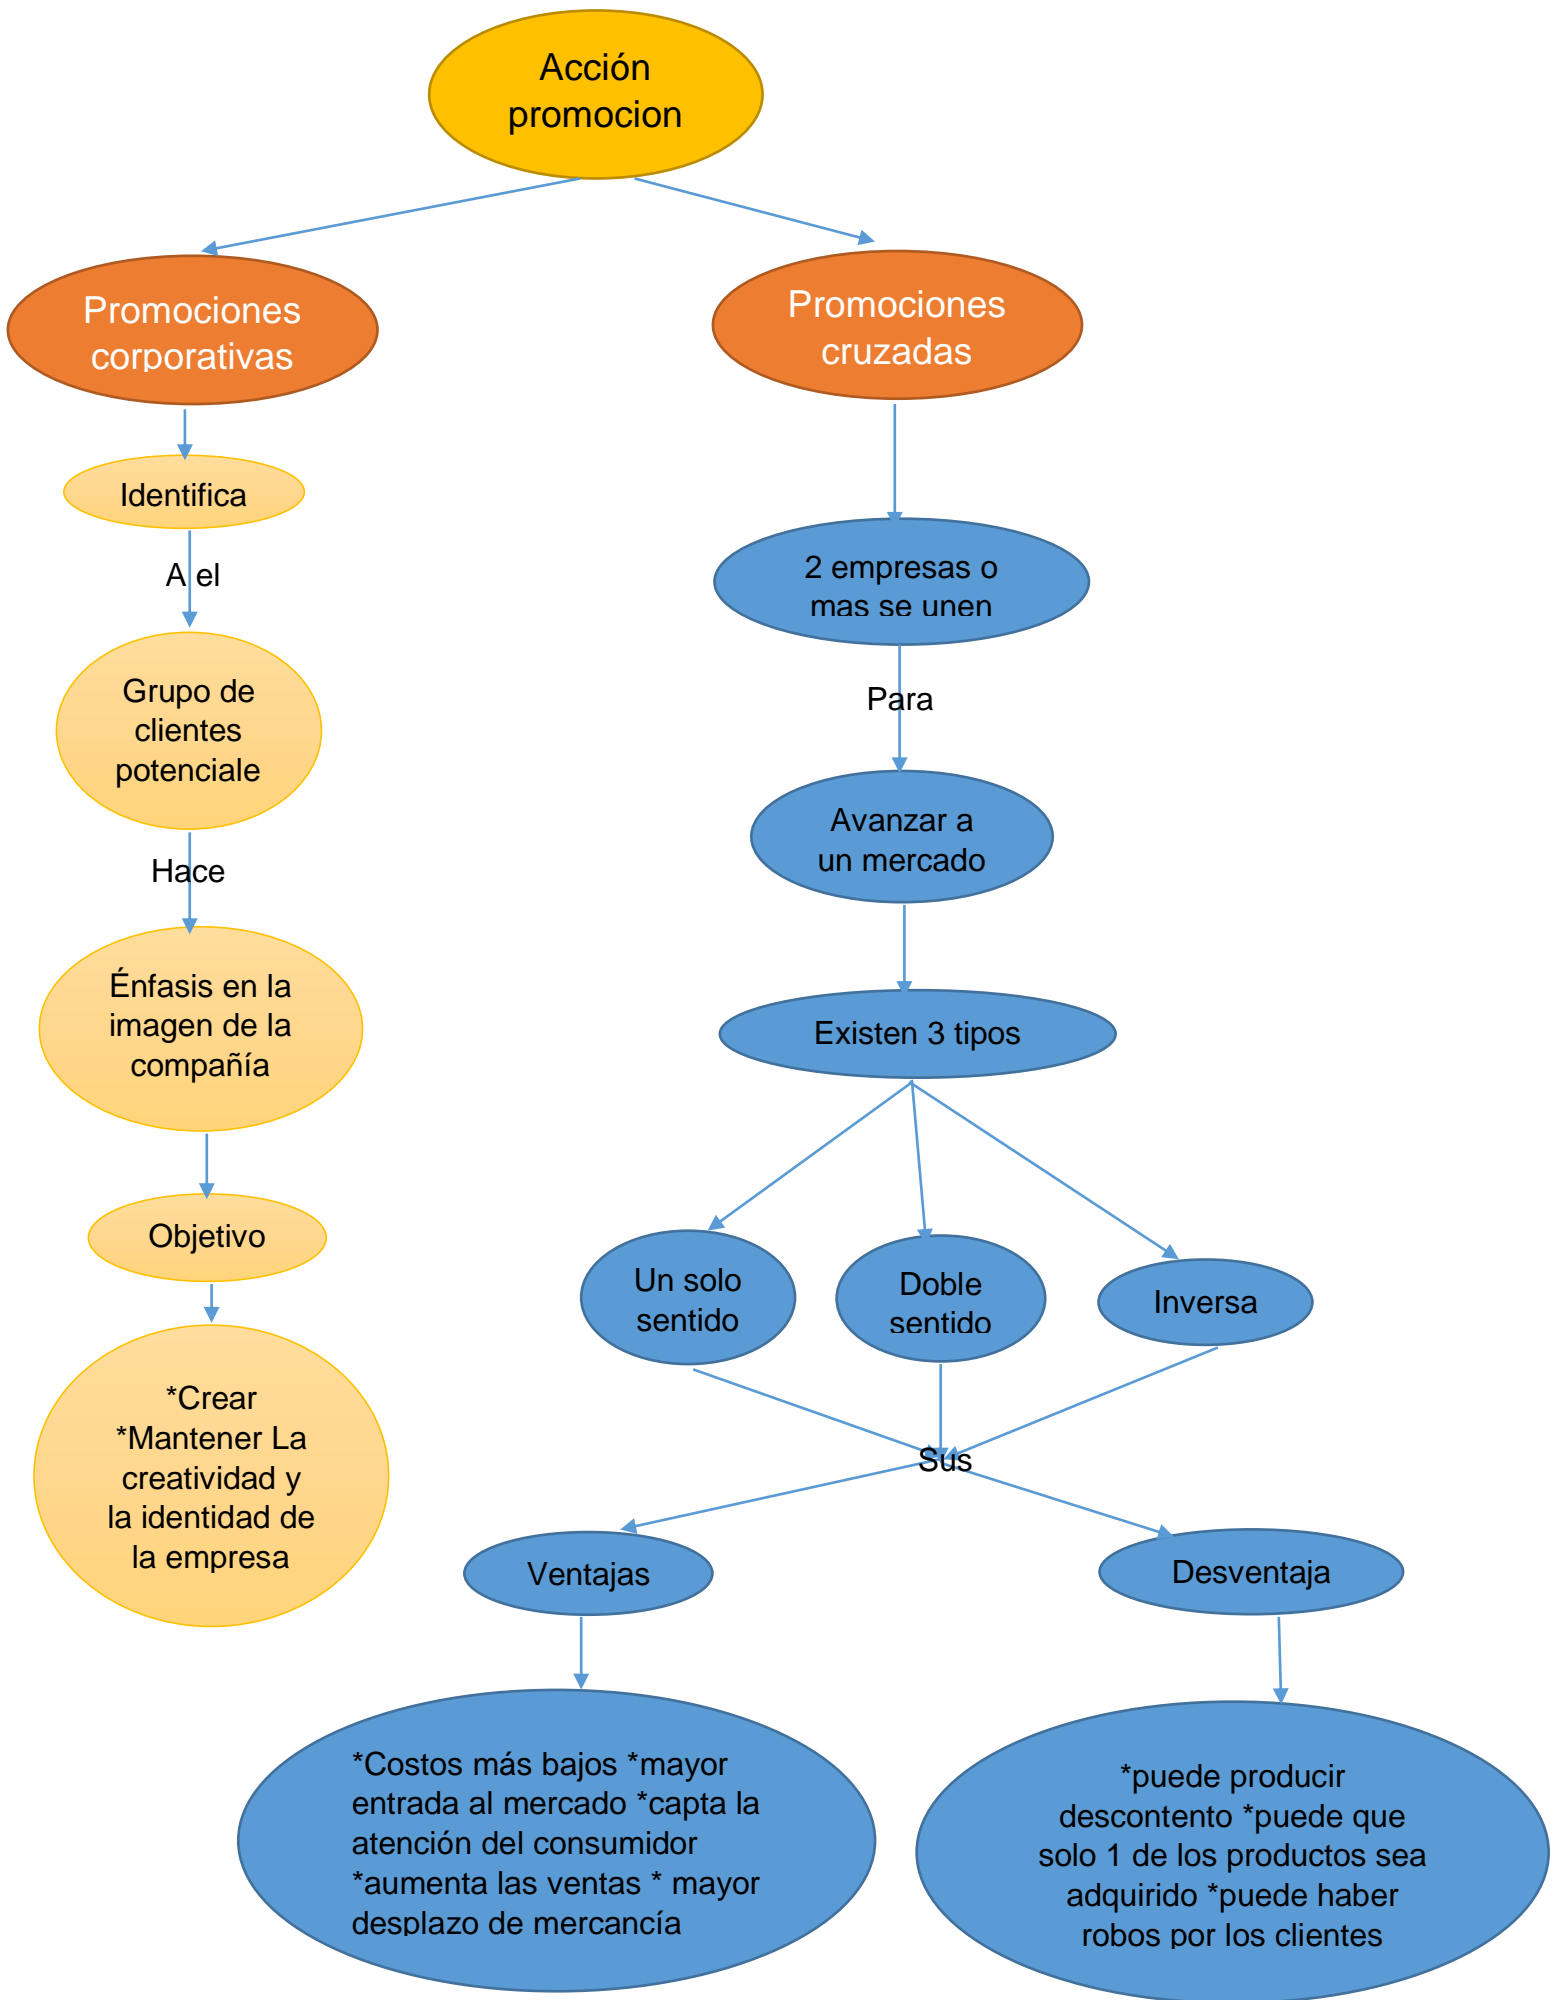 Acción
promocion
Promociones
corporativas
Promociones
cruzadas
Identifica
A el
2 empresas o
mas se unen
Grupo de
clientes
potenciale
Para
Avanzar a
un mercado
Hace
Énfasis en la
imagen de la
compañía
Existen 3 tipos
Objetivo
Un solo
sentido
Doble
sentido
Inversa
*Crear
*Mantener La
creatividad y
la identidad de
la empresa
Sus
Ventajas
Desventaja
*Costos más bajos *mayor
entrada al mercado *capta la
atención del consumidor
*aumenta las ventas * mayor
desplazo de mercancía
*puede producir
descontento *puede que
solo 1 de los productos sea
adquirido *puede haber
robos por los clientes